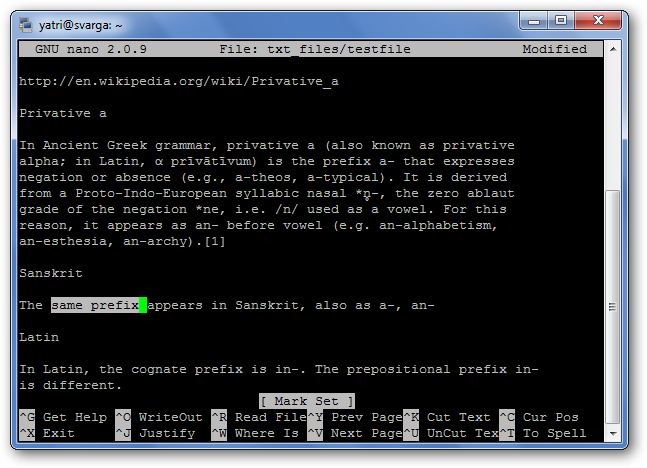 yatri@svarga: ~
GNU nano 2.0.9 File: txt_files/testfile Modified
http://en.wikipedia.org/wiki/Privative_a
Privative a
In Ancient Greek grammar, privative a (also known as privative
alpha; in Latin, α prīvātīvum) is the prefix a- that expresses
negation or absence (e.g., a-theos, a-typical). It is derived
from a Proto-Indo-European syllabic nasal *n̥-, the zero ablaut
grade of the negation *ne, i.e. /n/ used as a vowel. For this
reason, it appears as an- before vowel (e.g. an-alphabetism,
an-esthesia, an-archy).[1]
Sanskrit
The same prefix appears in Sanskrit, also as a-, an-
Latin
In Latin, the cognate prefix is in-. The prepositional prefix in-
is different.
[ Mark Set ]
^G Get Help ^O WriteOut ^R Read File^Y Prev Page^K Cut Text ^C Cur Pos
^X Exit ^J Justify ^W Where Is ^V Next Page^U UnCut Tex^T To Spell